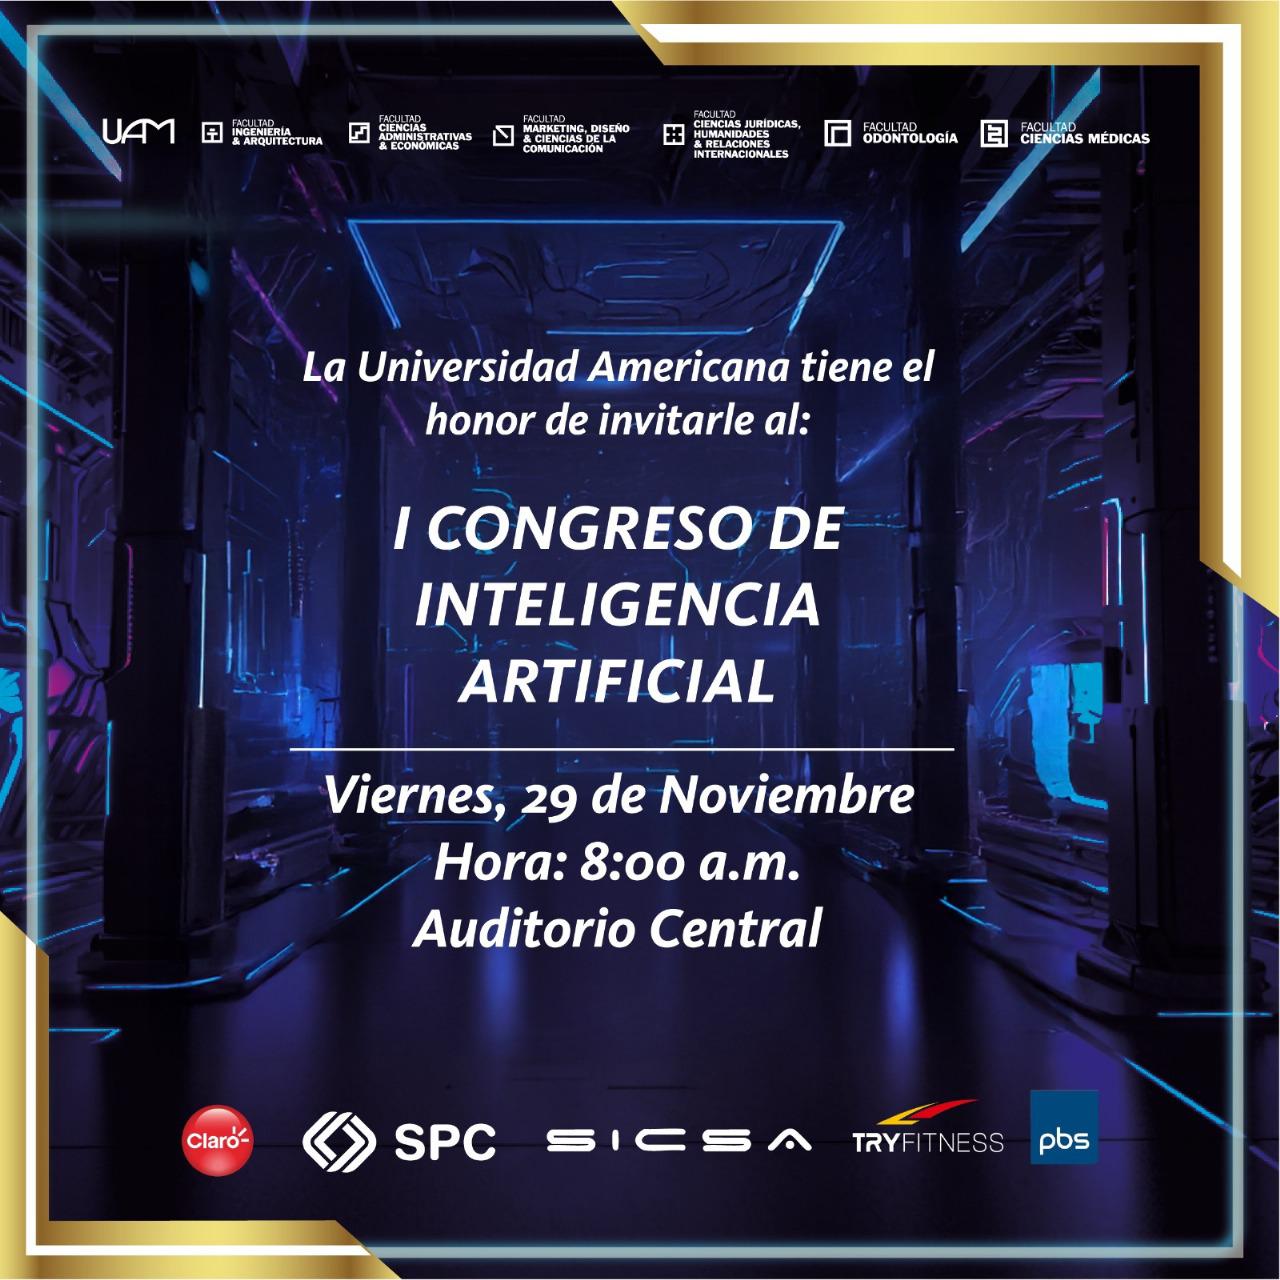 UAM
FACULTAD
INGENIERÍA
& ARQUITECTURA
FACULTAD
CIENCIAS
ADMINISTRATIVAS
& ECONÓMICAS
FACULTAD
MARKETING, DISEÑO
& CIENCIAS DE LA
COMUNICACIÓN
FACULTAD
CIENCIAS JURÍDICAS,
HUMANIDADES
& RELACIONES
INTERNACIONALES
FACULTAD
ODONTOLOGÍA
FACULTAD
CIENCIAS MÉDICAS
La Universidad Americana tiene el
honor de invitarle al:
I CONGRESO DE
INTELIGENCIA
ARTIFICIAL
Viernes, 29 de Noviembre
Hora: 8:00 a.m.
Auditorio Central
Claro
SPC
SICSA
TRYFITNESS
pbs